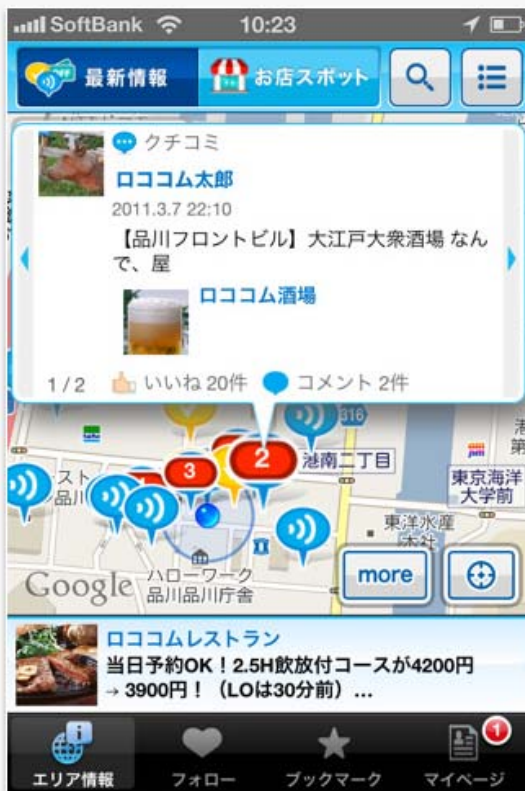 SoftBank 10:23
最新情報
お店スポット
クチコミ
ロココム太郎
2011.3.7 22:10
【品川フロントビル】大江戸大衆酒場 なん
で、屋
ロココム酒場
1/2 いいね 20件 コメント 2件
316
2
3
港南二丁目
東京海洋
大学前
東洋水産
本社
ハローワーク
品川品川庁舎
Google
more
ロココムレストラン
当日予約OK！2.5H飲放付コースが4200円
→ 3900円！（LOは30分前）...
1
エリア情報
フォロー
ブックマーク
マイページ